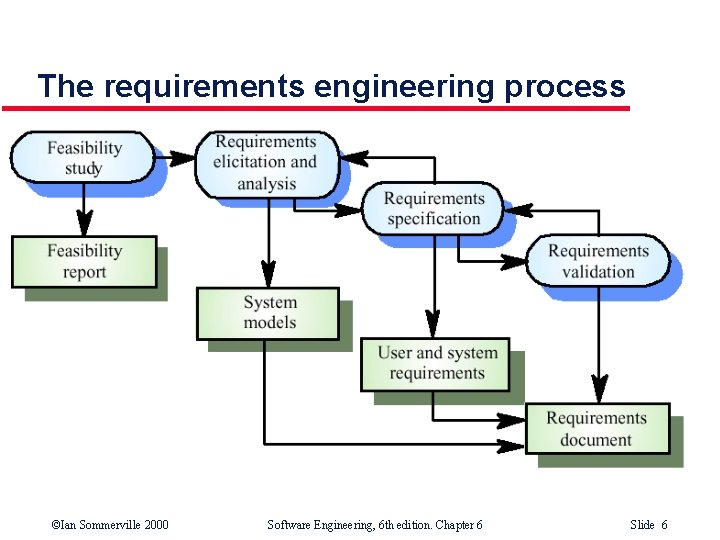 The requirements engineering process
Feasibility
study
Requirements
elicitation and
analysis
Requirements
specification
Requirements
validation
Feasibility
report
System
models
User and system
requirements
Requirements
document
©Ian Sommerville 2000
Software Engineering, 6th edition. Chapter 6
Slide 6